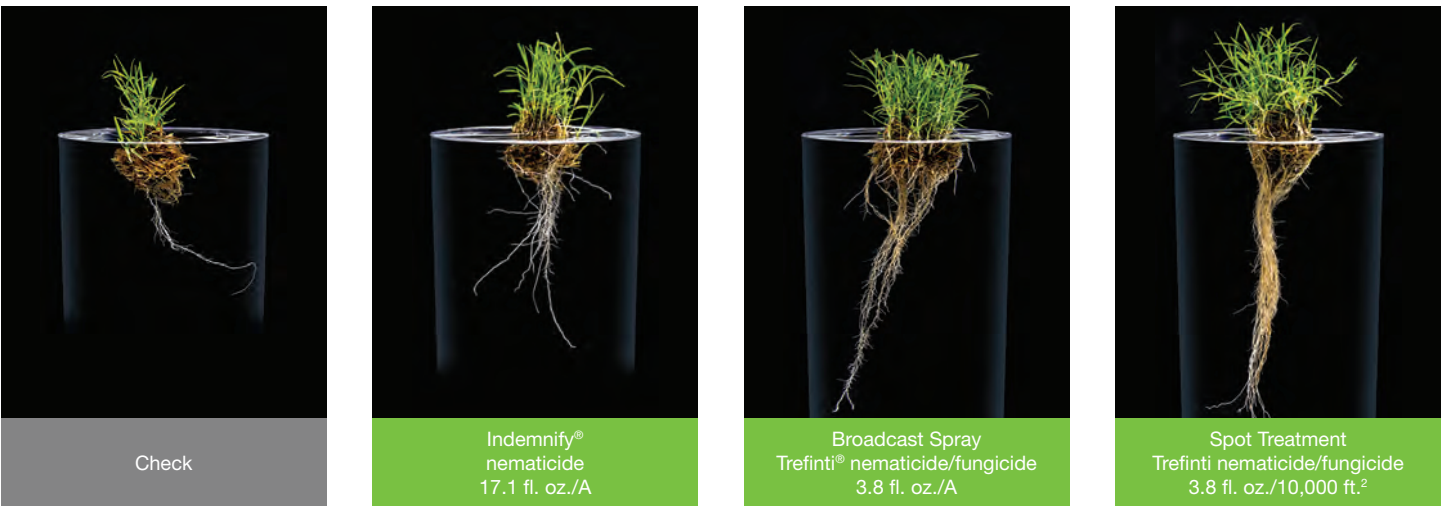 Check
Indemnify®
nematicide
17.1 fl. oz./A
Broadcast Spray
Trefinti® nematicide/fungicide
3.8 fl. oz./A
Spot Treatment
Trefinti nematicide/fungicide
3.8 fl. oz./10,000 ft.²